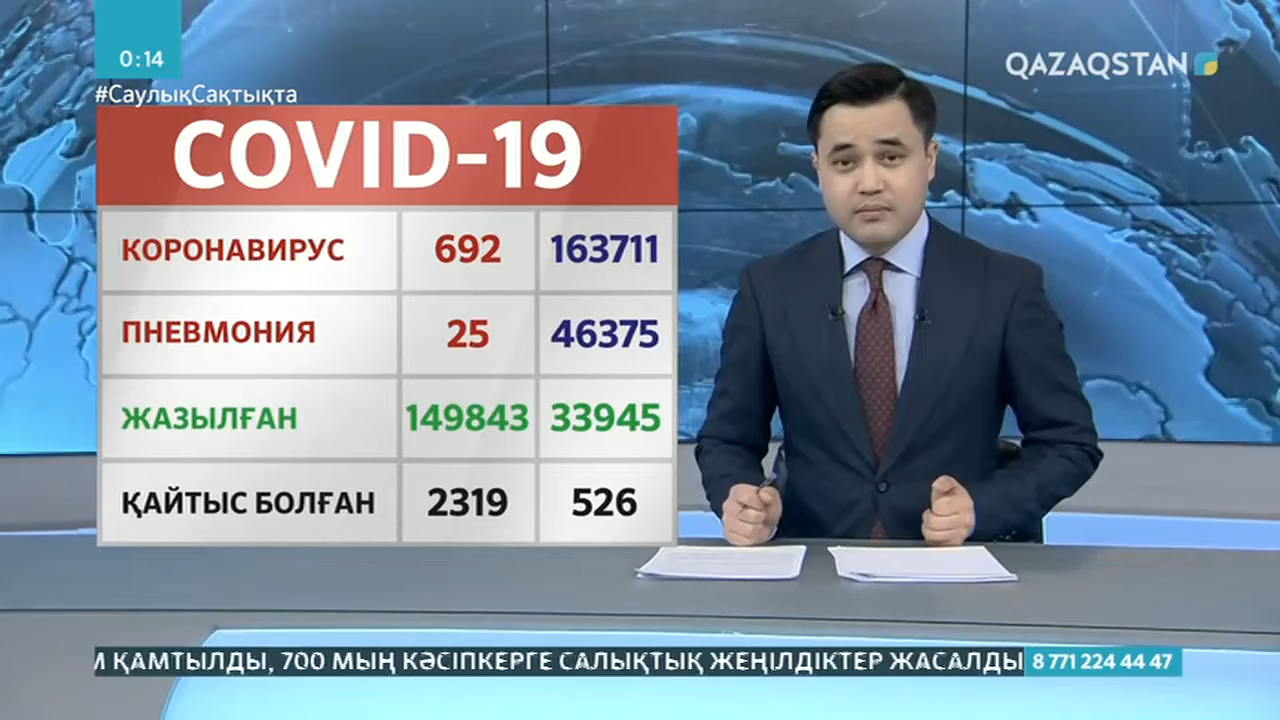 0:14
QAZAQSTAN
#СаулықСақтықта
COVID-19
КОРОНАВИРУС 692 163711
ПНЕВМОНИЯ 25 46375
ЖАЗЫЛҒАН 149843 33945
ҚАЙТЫС БОЛҒАН 2319 526
ҚАМТЫЛДЫ, 700 МЫҢ КӘСІПКЕРГЕ САЛЫҚТЫҚ ЖЕҢІЛДІКТЕР ЖАСАЛДЫ 8 771 224 44 47